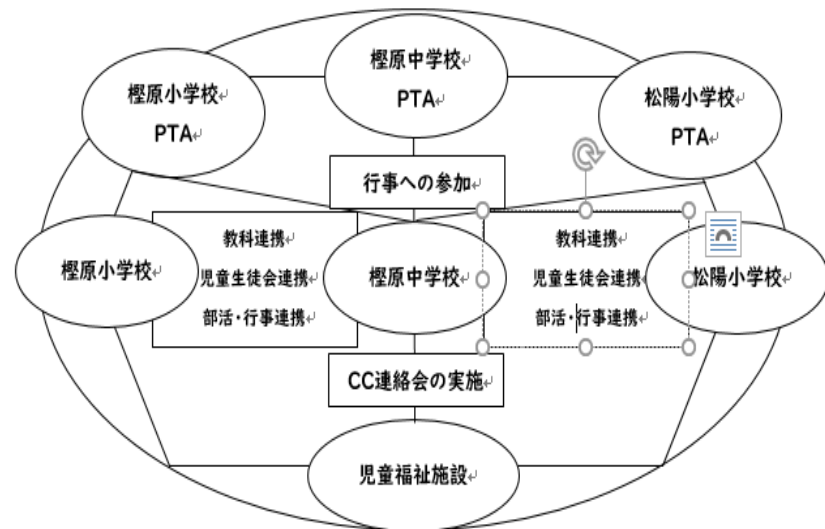 樫原中学校
PTA
樫原小学校
PTA
松陽小学校
PTA
行事への参加
教科連携
児童生徒会連携
部活・行事連携
樫原小学校
樫原中学校
教科連携
児童生徒会連携
部活・行事連携
松陽小学校
CC連絡会の実施
児童福祉施設